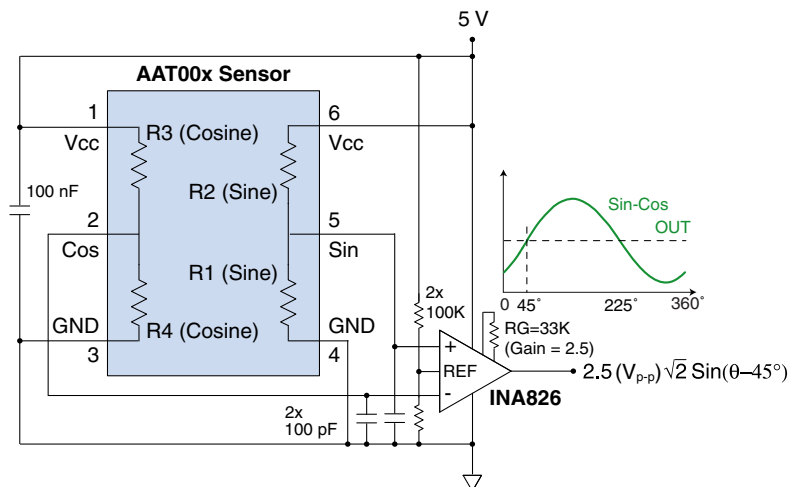 5 V
AAT00x Sensor
1
Vcc
R3 (Cosine)
6
Vcc
R2 (Sine)
100 nF
2
Cos
5
Sin
R1 (Sine)
GND
3
R4 (Cosine)
GND
4
2x
100K
Sin-Cos
OUT
0 45° 225° 360°
RG=33K
(Gain = 2.5)
+
REF
-
INA826
2.5 (Vp-p) √2 Sin(θ–45°)
2x
100 pF